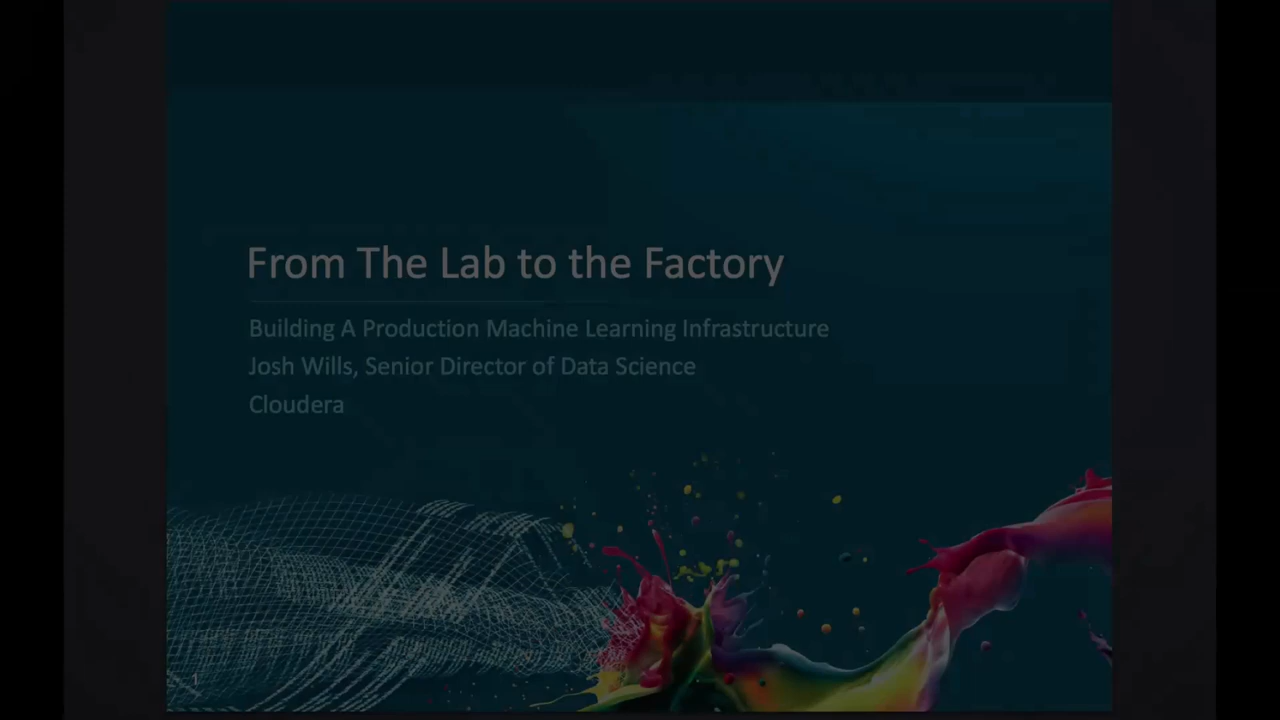 From The Lab to the Factory
Building A Production Machine Learning Infrastructure
Josh Wills, Senior Director of Data Science
Cloudera
1